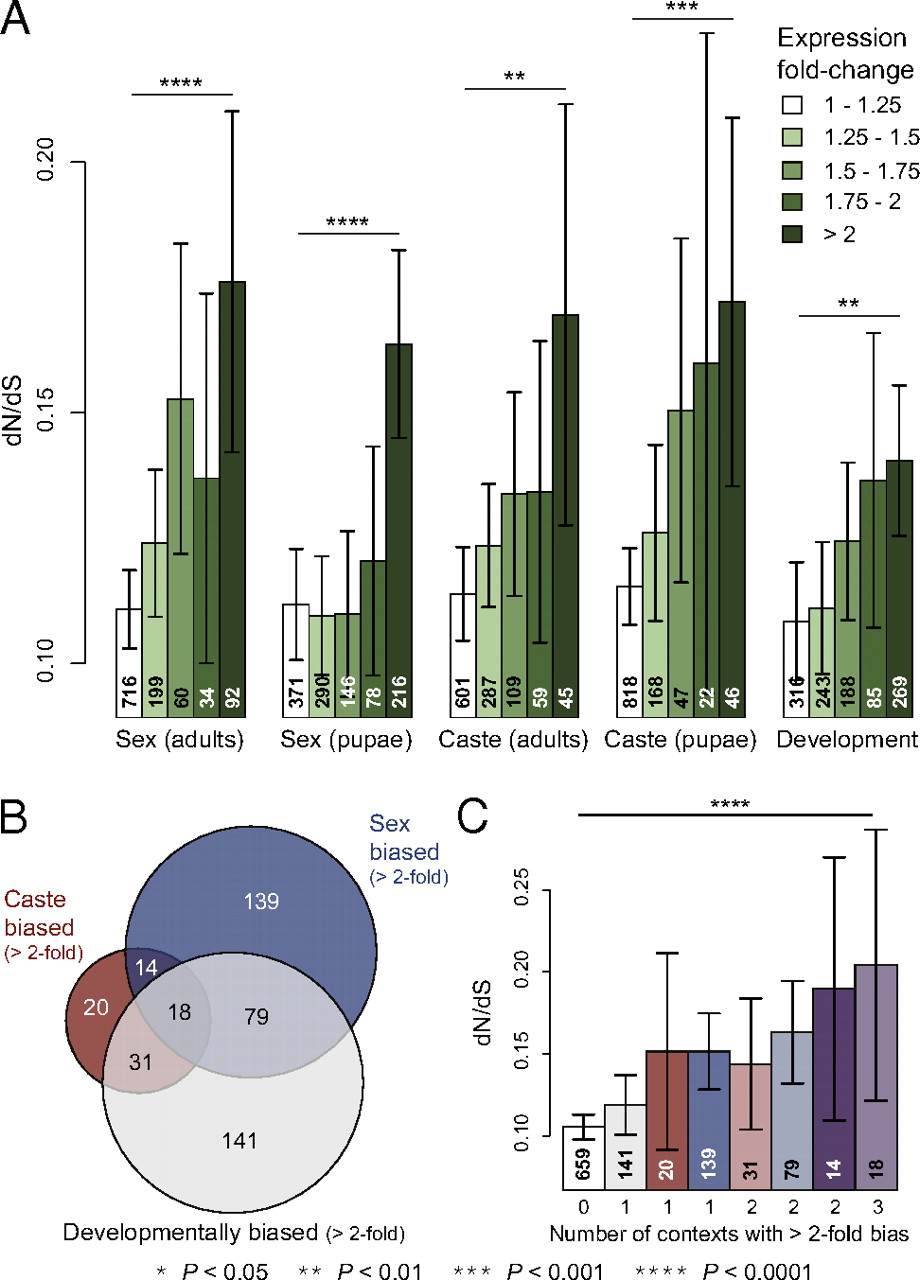 A
****
****
**
***
**
Expression
fold-change
1 - 1.25
1.25 - 1.5
1.5 - 1.75
1.75 - 2
> 2
dN/dS
0.20
0.15
0.10
716 199 60 34 92
371 290 146 78 216
601 287 109 59 45
818 168 47 22 46
316 243 188 85 269
Sex (adults) Sex (pupae) Caste (adults) Caste (pupae) Development
B
Sex
biased
(> 2-fold)
Caste
biased
(> 2-fold)
139
14
20
18
79
31
141
Developmentally biased (> 2-fold)
C
****
dN/dS
0.25
0.20
0.15
0.10
659 141 20 139 31 79 14 18
0 1 1 1 2 2 2 3
Number of contexts with > 2-fold bias
* P < 0.05 ** P < 0.01 *** P < 0.001 **** P < 0.0001